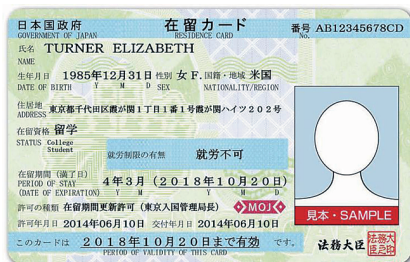 日本国政府 在留カード 番号 AB12345678CD
GOVERNMENT OF JAPAN RESIDENCE CARD No.
氏名 TURNER ELIZABETH
NAME
生年月日 1985年12月31日 性別 女 F. 国籍・地域 米国
DATE OF BIRTH Y M D SEX NATIONALITY/REGION
住居地 東京都千代田区霞が関1丁目1番1号霞が関ハイツ202号
ADDRESS
在留資格 留学
STATUS College Student
就労制限の有無 就労不可
在留期間(満了日) 4年3月(2018年10月20日)
PERIOD OF STAY Y M Y M D
(DATE OF EXPIRATION)
許可の種類 在留期間更新許可(東京入国管理局長) MOJ
許可年月日 2014年06月10日 交付年月日 2014年06月10日
このカードは 2018年10月20日まで有効 です。
PERIOD OF VALIDITY OF THIS CARD
見本・SAMPLE
法務大臣